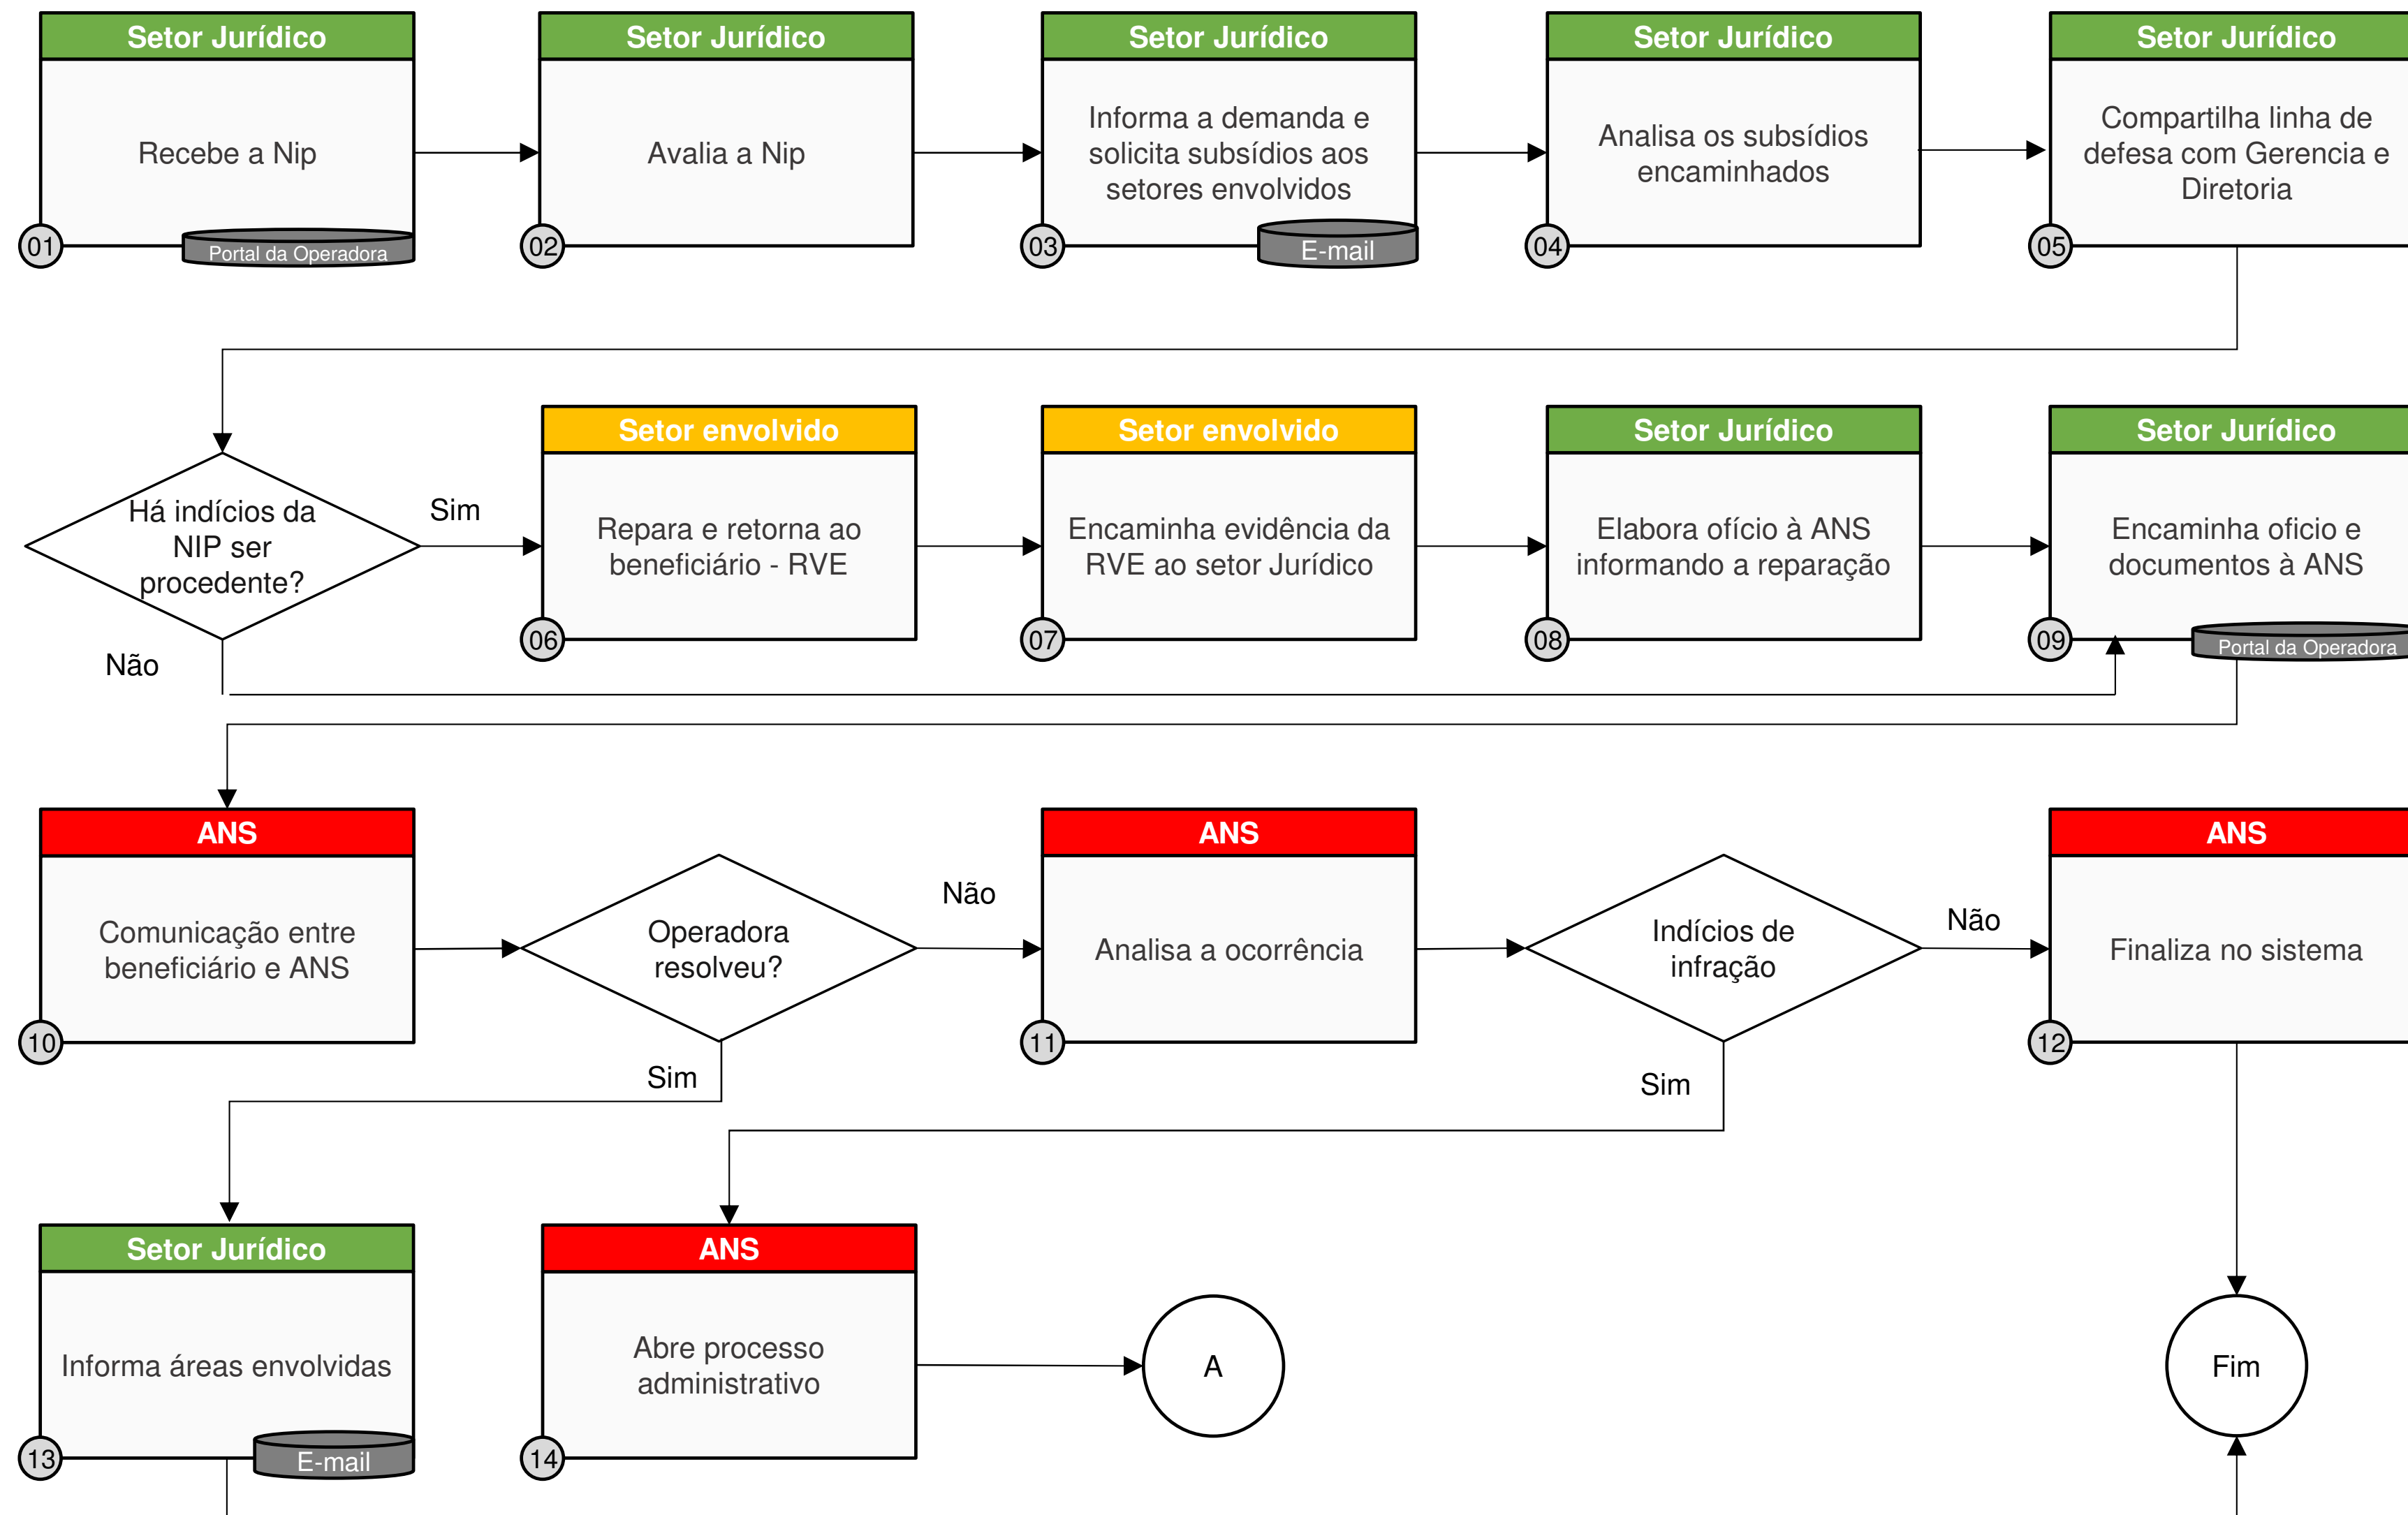 Setor Jurídico
Recebe a Nip
01
Portal da Operadora
Setor Jurídico
Avalia a Nip
02
Setor Jurídico
Informa a demanda e
solicita subsídios aos
setores envolvidos
03
E-mail
Setor Jurídico
Analisa os subsídios
encaminhados
04
Setor Jurídico
Compartilha linha de
defesa com Gerencia e
Diretoria
05
Há indícios da
NIP ser
procedente?
Sim
Não
Setor envolvido
Repara e retorna ao
beneficiário - RVE
06
Setor envolvido
Encaminha evidência da
RVE ao setor Jurídico
07
Setor Jurídico
Elabora ofício à ANS
informando a reparação
08
Setor Jurídico
Encaminha oficio e
documentos à ANS
09
Portal da Operadora
ANS
Comunicação entre
beneficiário e ANS
10
Operadora
resolveu?
Não
Sim
ANS
Analisa a ocorrência
11
Indícios de
infração
Não
Sim
ANS
Finaliza no sistema
12
Setor Jurídico
Informa áreas envolvidas
13
E-mail
ANS
Abre processo
administrativo
14
A
Fim